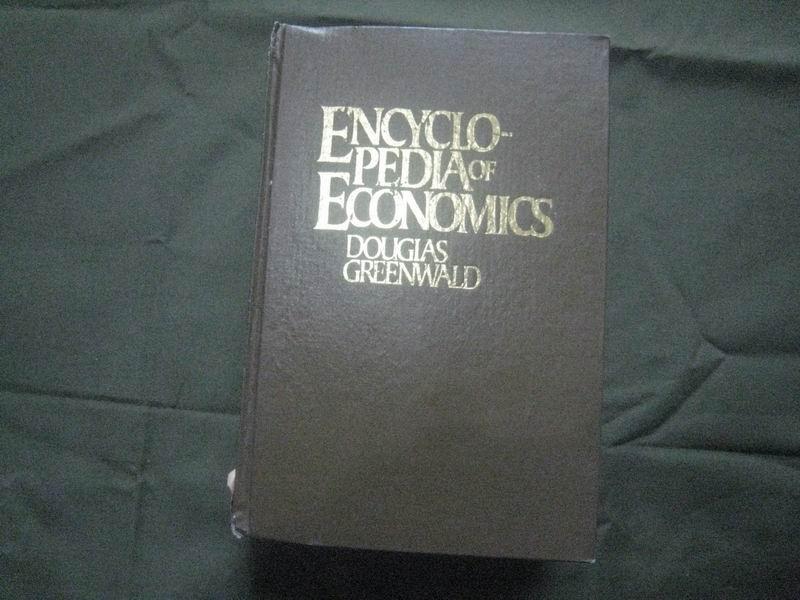 ENCYCLO-
PEDIA OF
ECONOMICS
DOUGLAS
GREENWALD